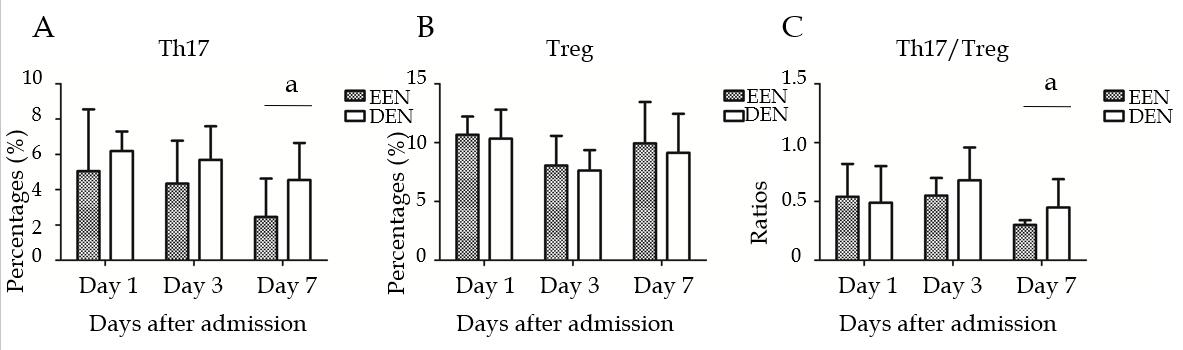 A
Th17
10
8
6
4
2
0
Percentages (%)
a
EEN
DEN
Day 1 Day 3 Day 7
Days after admission
B
Treg
15
10
5
0
Percentages (%)
EEN
DEN
Day 1 Day 3 Day 7
Days after admission
C
Th17/Treg
1.5
1.0
0.5
0
Ratios
a
EEN
DEN
Day 1 Day 3 Day 7
Days after admission